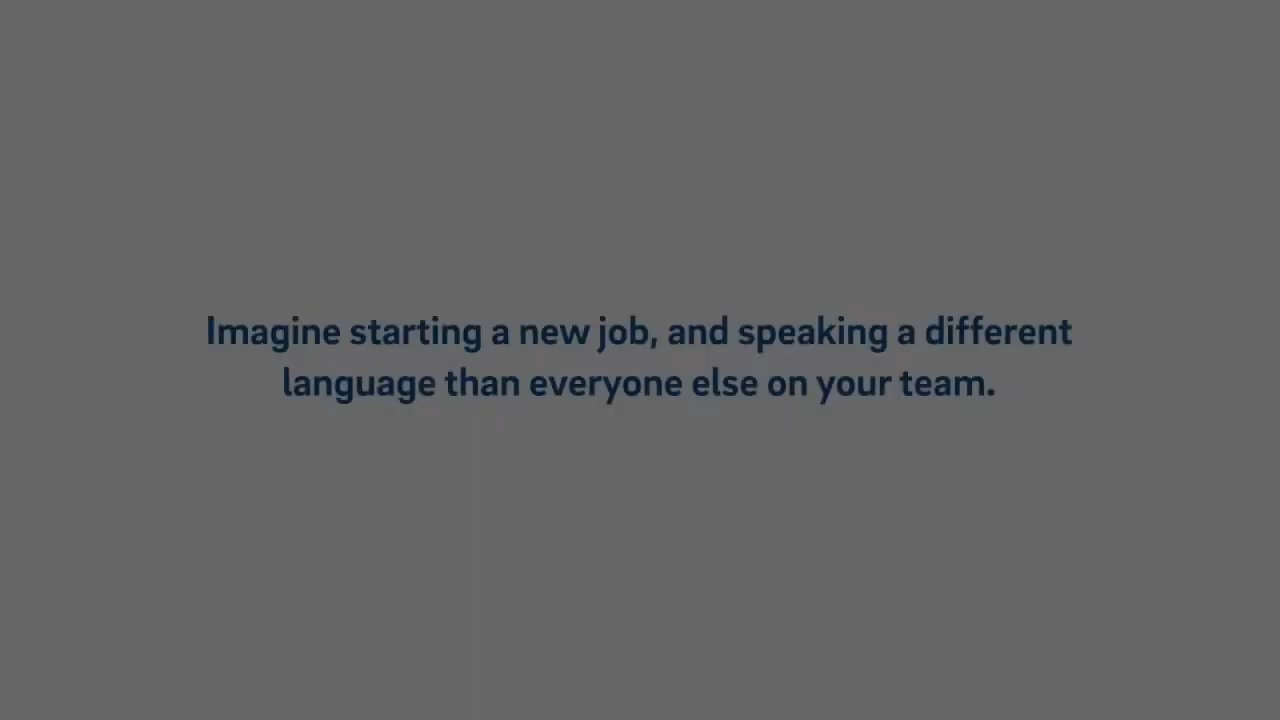 Imagine starting a new job, and speaking a different
language than everyone else on your team.